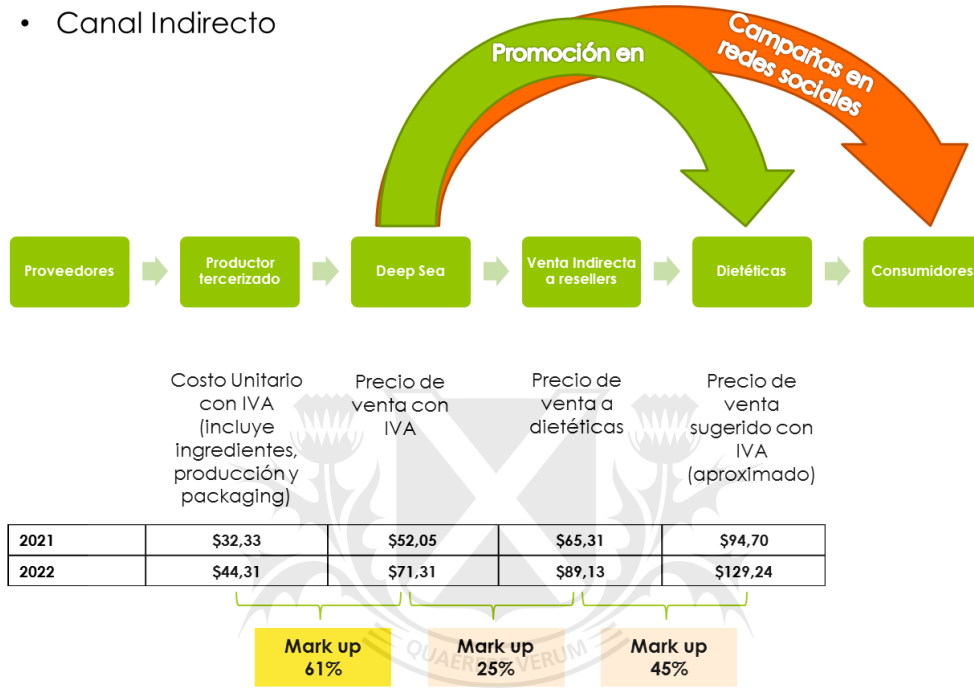 • Canal Indirecto
Promoción en
Campañas en
redes sociales
Proveedores
Productor
tercerizado
Deep Sea
Venta Indirecta
a resellers
Dietéticas
Consumidores
Costo Unitario
con IVA
(incluye
ingredientes,
producción y
packaging)
Precio de
venta con
IVA
Precio de
venta a
dietéticas
Precio de
venta
sugerido con
IVA
(aproximado)
2021 $32,33 $52,05 $65,31 $94,70
2022 $44,31 $71,31 $89,13 $129,24
Mark up
61%
Mark up
25%
Mark up
45%